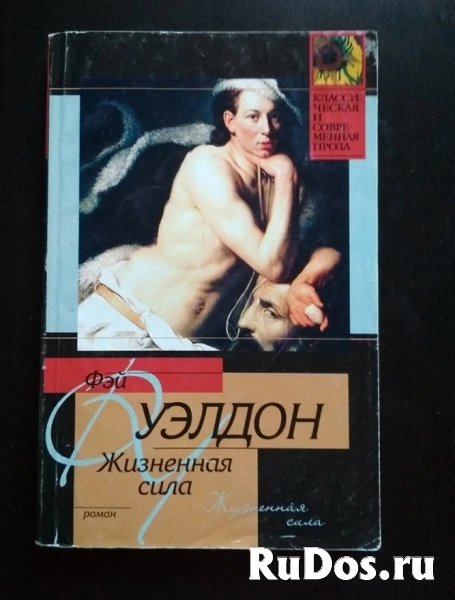 КЛАССИ-
ЧЕСКАЯ
И
СОВРЕ-
МЕННАЯ
ПРОЗА
Фэй
УЭЛДОН
Жизненная
сила
роман
Жизненная
сила
RuDos.ru